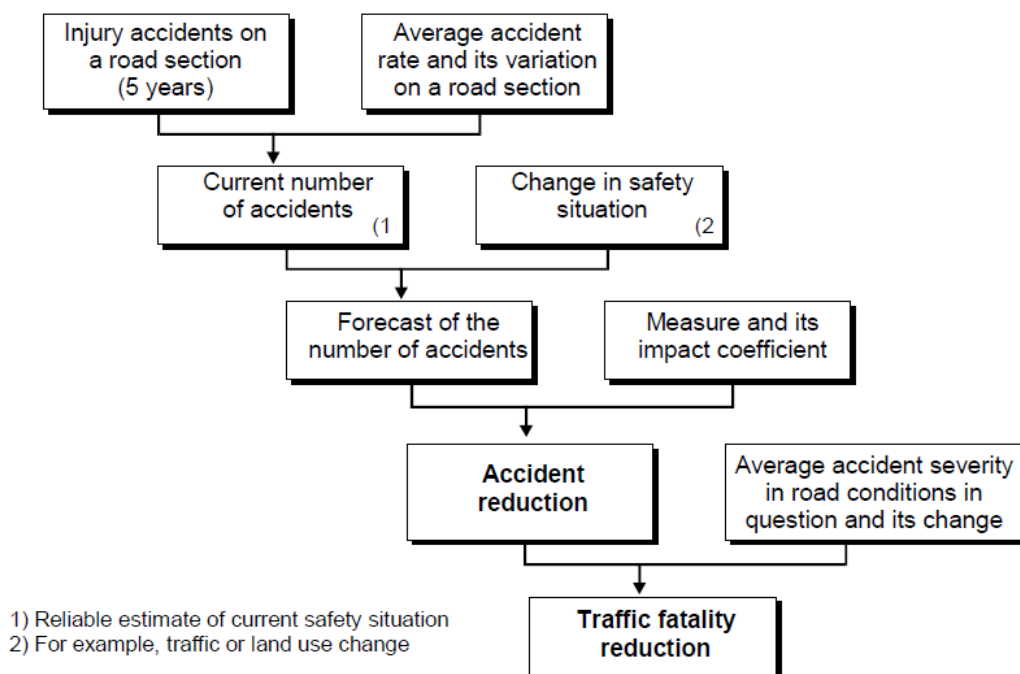 Injury accidents on
a road section
(5 years)
Average accident
rate and its variation
on a road section
Current number
of accidents
(1
Change in safety
situation
(2
Forecast of the
number of accidents
Measure and its
impact coefficient
Accident
reduction
Average accident severity
in road conditions in
question and its change
Traffic fatality
reduction
1) Reliable estimate of current safety situation
2) For example, traffic or land use change